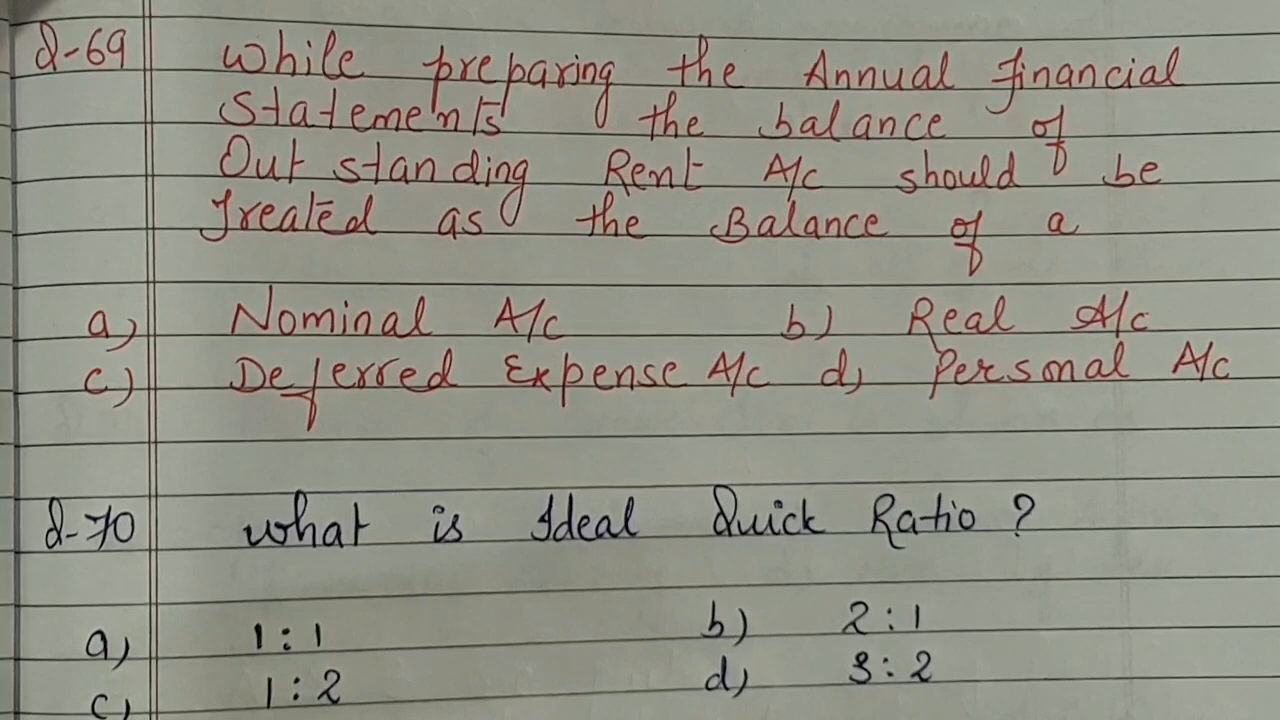 Q-69 While preparing the Annual financial
Statements the balance of
Outstanding Rent A/c should be
Treated as the Balance of a
a) Nominal A/c b) Real A/c
c) Deferred Expense A/c d) Personal A/c
Q-70 What is Ideal Quick Ratio ?
a) 1:1 b) 2:1
c) 1:2 d) 3:2